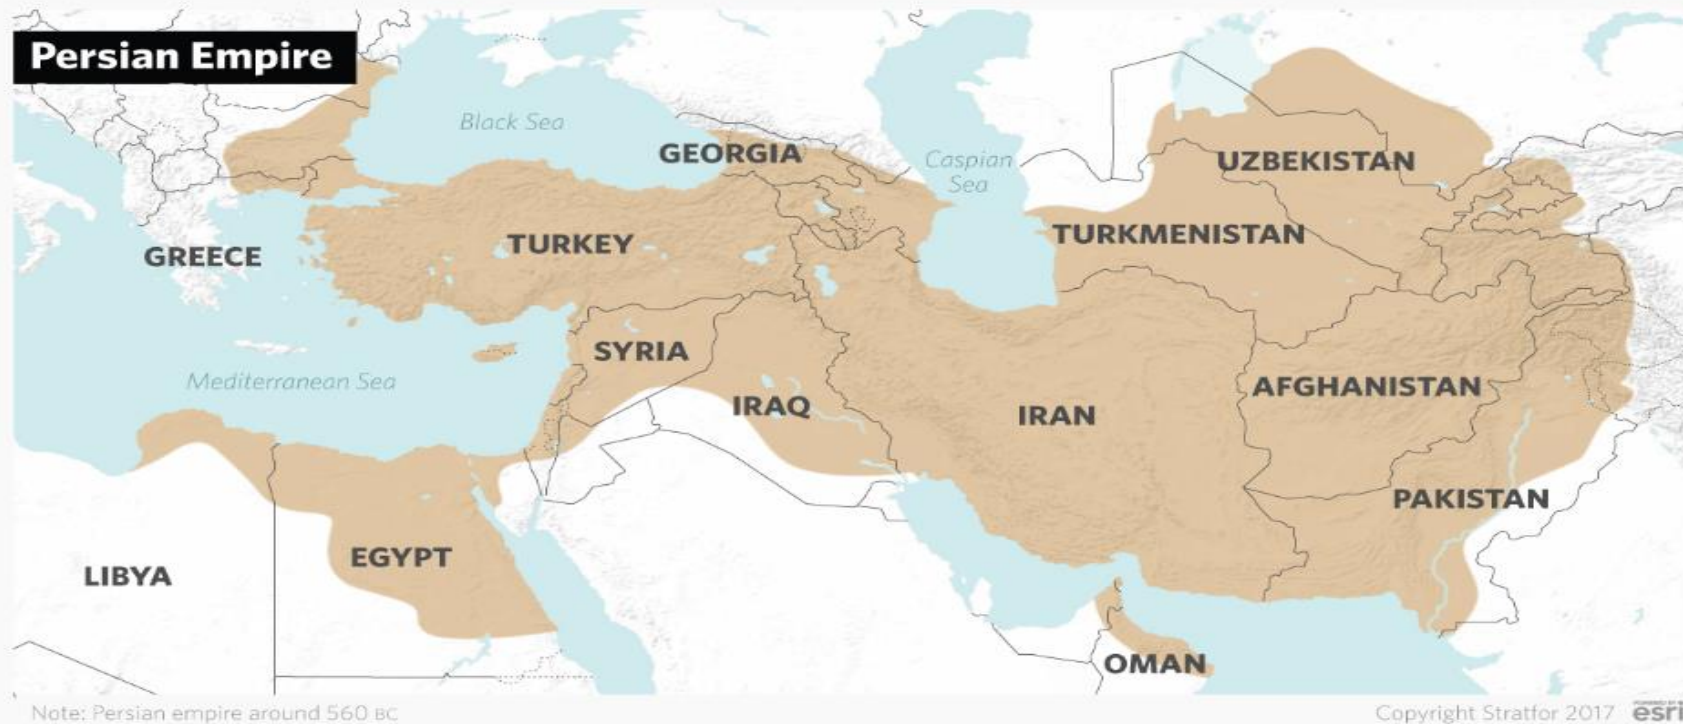 Persian Empire
Black Sea
GEORGIA
Caspian
Sea
UZBEKISTAN
TURKMENISTAN
GREECE
TURKEY
SYRIA
Mediterranean Sea
IRAQ
IRAN
AFGHANISTAN
PAKISTAN
LIBYA
EGYPT
OMAN
Note: Persian empire around 560 BC
Copyright Stratfor 2017
esri